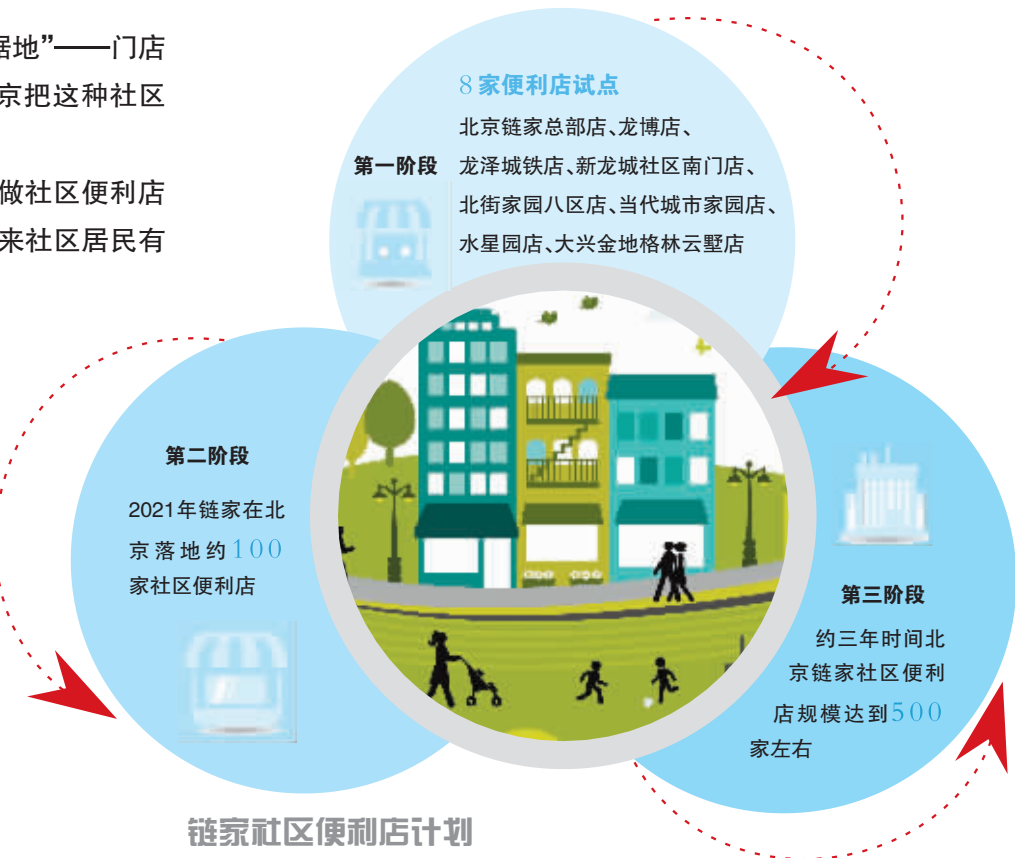 居地”——门店
京把这种社区
做社区便利店
来社区居民有
8家便利店试点
第一阶段
北京链家总部店、龙博店、
龙泽城铁店、新龙城社区南门店、
北街家园八区店、当代城市家园店、
水星园店、大兴金地格林云墅店
第二阶段
2021年链家在北
京落地约100
家社区便利店
第三阶段
约三年时间北
京链家社区便利
店规模达到500
家左右
链家社区便利店计划